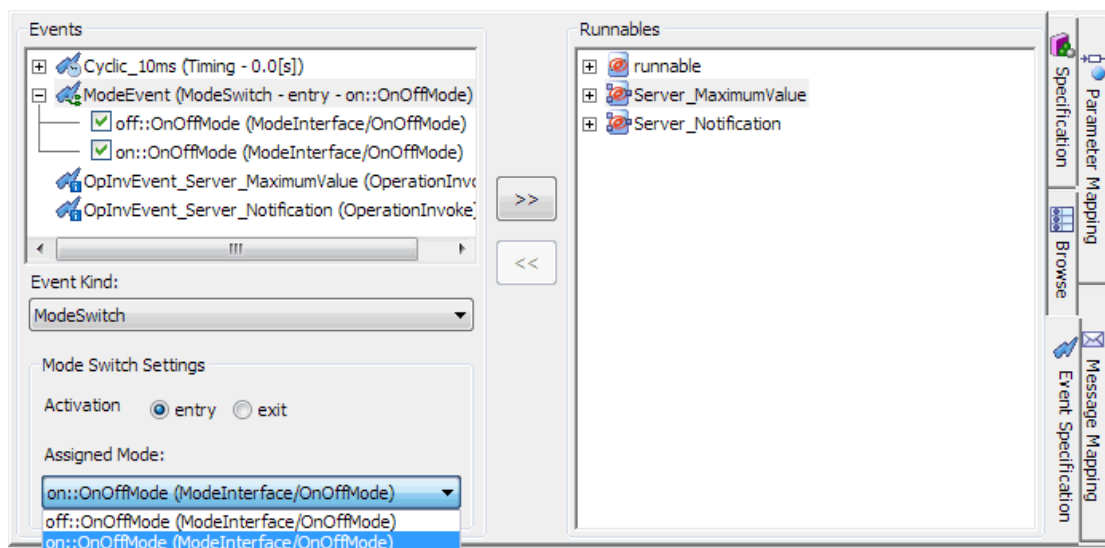 Events
Cyclic_10ms (Timing - 0.0[s])
ModeEvent (ModeSwitch - entry - on::OnOffMode)
off::OnOffMode (ModeInterface/OnOffMode)
on::OnOffMode (ModeInterface/OnOffMode)
OpInvEvent_Server_MaximumValue (OperationInvo
OpInvEvent_Server_Notification (OperationInvoke
Event Kind:
ModeSwitch
Mode Switch Settings
Activation entry exit
Assigned Mode:
on::OnOffMode (ModeInterface/OnOffMode)
off::OnOffMode (ModeInterface/OnOffMode)
on::OnOffMode (ModeInterface/OnOffMode)
>>
<<
Runnables
runnable
Server_MaximumValue
Server_Notification
Specification
Browse
Event Specification
Parameter Mapping
Message Mapping